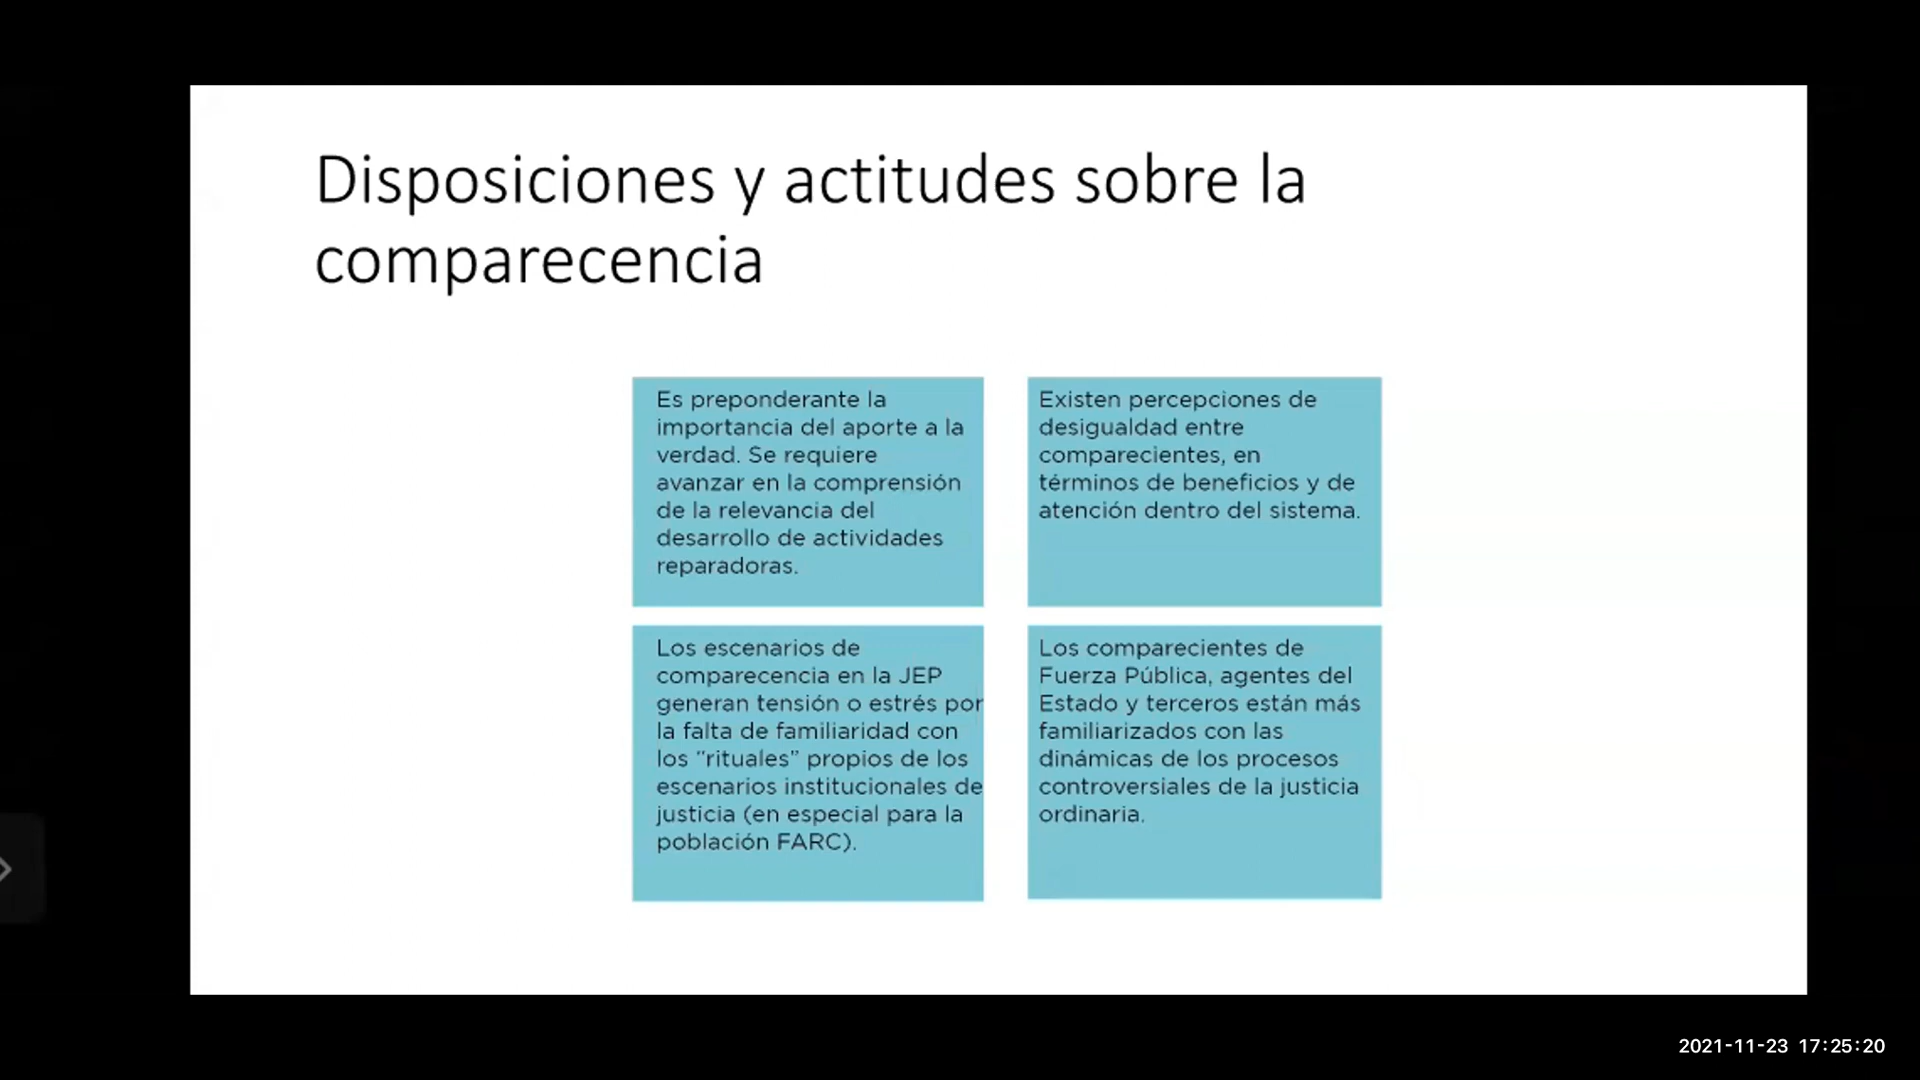 Disposiciones y actitudes sobre la
comparecencia
Es preponderante la
importancia del aporte a la
verdad. Se requiere
avanzar en la comprensión
de la relevancia del
desarrollo de actividades
reparadoras.
Existen percepciones de
desigualdad entre
comparecientes, en
términos de beneficios y de
atención dentro del sistema.
Los escenarios de
comparecencia en la JEP
generan tensión o estrés por
la falta de familiaridad con
los “rituales” propios de los
escenarios institucionales de
justicia (en especial para la
población FARC).
Los comparecientes de
Fuerza Pública, agentes del
Estado y terceros están más
familiarizados con las
dinámicas de los procesos
controversiales de la justicia
ordinaria.
2021-11-23 17:25:20